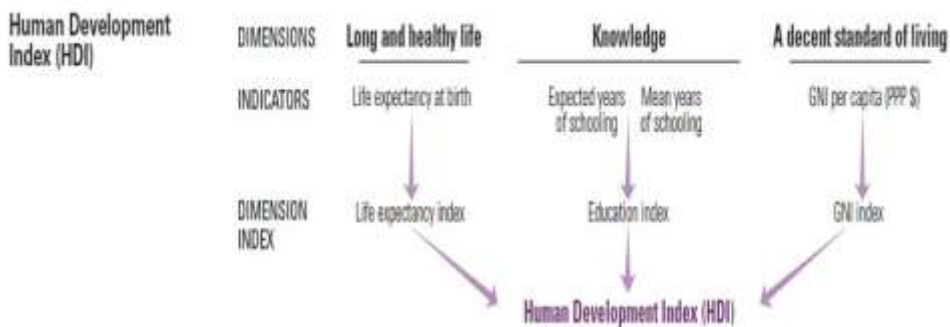 Human Development
Index (HDI)
DIMENSIONS Long and healthy life Knowledge A decent standard of living
INDICATORS Life expectancy at birth Expected years of schooling Mean years of schooling GNI per capita (PPP $)
DIMENSION
INDEX
Life expectancy index Education index GNI index
Human Development Index (HDI)